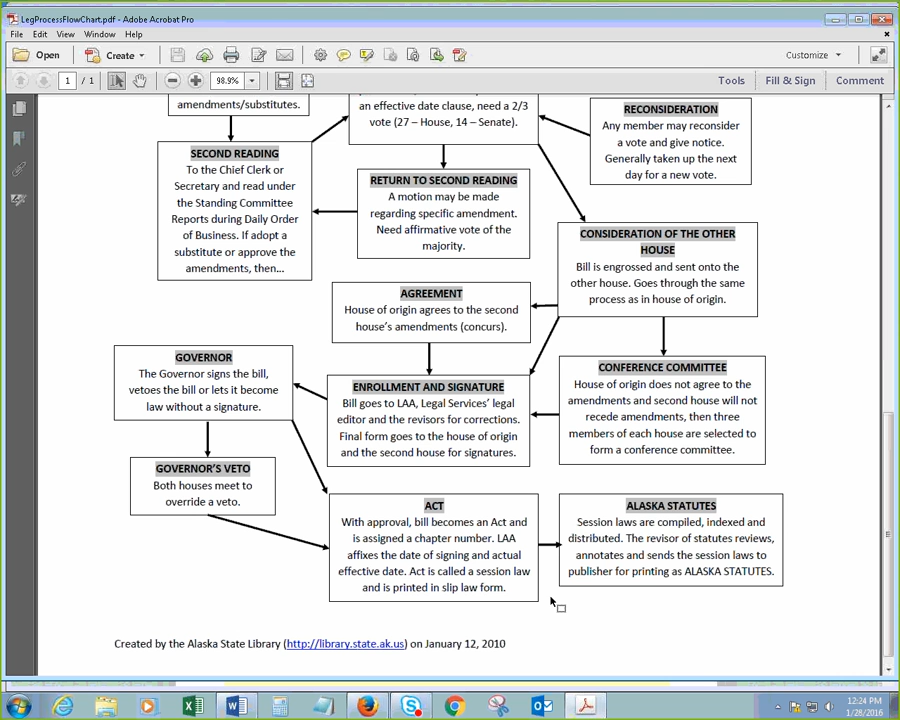 LegProcessFlowChart.pdf - Adobe Acrobat Pro
File Edit View Window Help
Open Create Customize
1 / 1 98.9% Tools Fill & Sign Comment
amendments/substitutes.
an effective date clause, need a 2/3
vote (27 – House, 14 – Senate).
RECONSIDERATION
Any member may reconsider
a vote and give notice.
Generally taken up the next
day for a new vote.
SECOND READING
To the Chief Clerk or
Secretary and read under
the Standing Committee
Reports during Daily Order
of Business. If adopt a
substitute or approve the
amendments, then...
RETURN TO SECOND READING
A motion may be made
regarding specific amendment.
Need affirmative vote of the
majority.
CONSIDERATION OF THE OTHER
HOUSE
Bill is engrossed and sent onto the
other house. Goes through the same
process as in house of origin.
AGREEMENT
House of origin agrees to the second
house's amendments (concurs).
GOVERNOR
The Governor signs the bill,
vetoes the bill or lets it become
law without a signature.
ENROLLMENT AND SIGNATURE
Bill goes to LAA, Legal Services' legal
editor and the revisors for corrections.
Final form goes to the house of origin
and the second house for signatures.
CONFERENCE COMMITTEE
House of origin does not agree to the
amendments and second house will not
recede amendments, then three
members of each house are selected to
form a conference committee.
GOVERNOR'S VETO
Both houses meet to
override a veto.
ACT
With approval, bill becomes an Act and
is assigned a chapter number. LAA
affixes the date of signing and actual
effective date. Act is called a session law
and is printed in slip law form.
ALASKA STATUTES
Session laws are compiled, indexed and
distributed. The revisor of statutes reviews,
annotates and sends the session laws to
publisher for printing as ALASKA STATUTES.
Created by the Alaska State Library (http://library.state.ak.us) on January 12, 2010
12:24 PM
1/28/2016